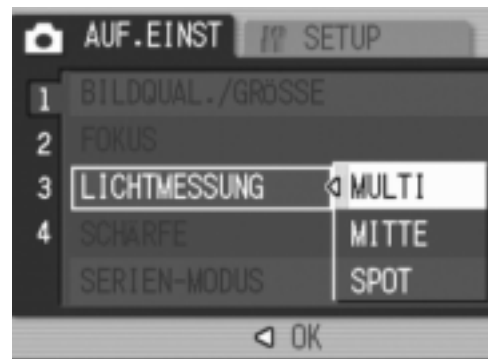 AUF.EINST SETUP
1 BILDQUAL./GRÖSSE
2 FOKUS
3 LICHTMESSUNG MULTI
4 SCHÄRFE MITTE
SERIEN-MODUS SPOT
OK